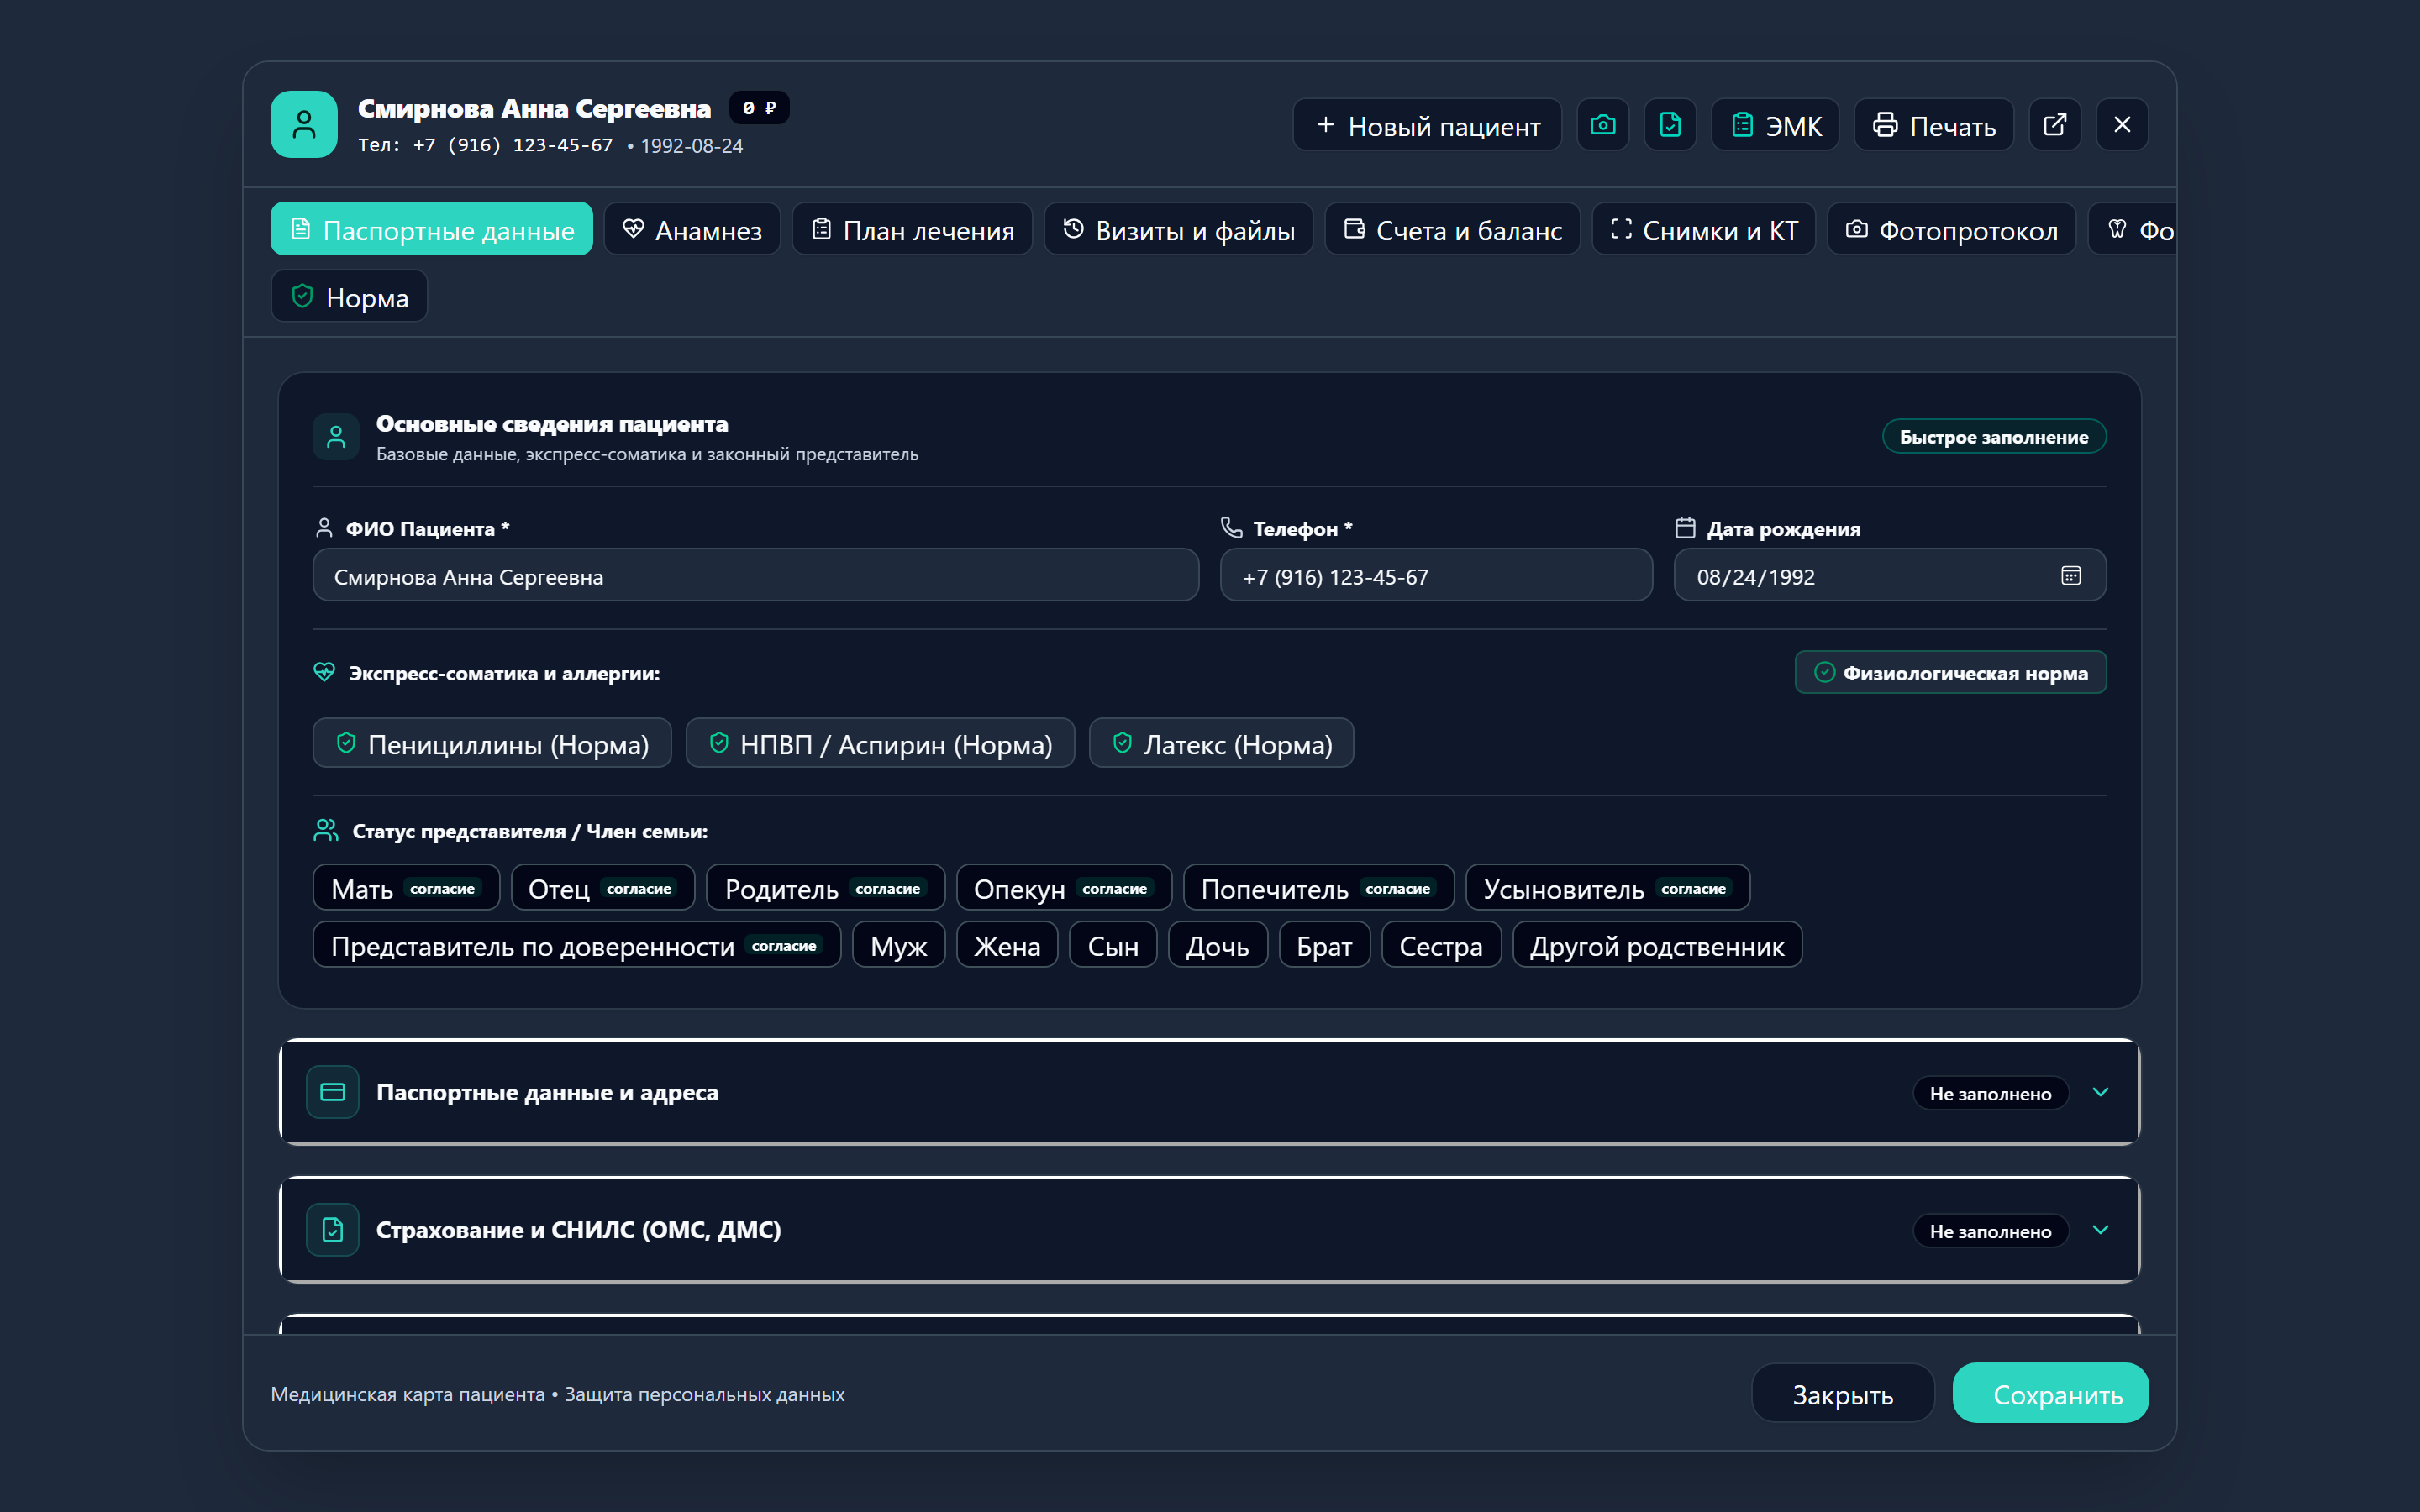 Смирнова Анна Сергеевна 0 ₽
Тел: +7 (916) 123-45-67 • 1992-08-24
+ Новый пациент ЭМК Печать
Паспортные данные Анамнез План лечения Визиты и файлы Счета и баланс Снимки и КТ Фотопротокол Фо
Норма
Основные сведения пациента
Базовые данные, экспресс-соматика и законный представитель
Быстрое заполнение
ФИО Пациента * Телефон * Дата рождения
Смирнова Анна Сергеевна +7 (916) 123-45-67 08/24/1992
Экспресс-соматика и аллергии: Физиологическая норма
Пенициллины (Норма) НПВП / Аспирин (Норма) Латекс (Норма)
Статус представителя / Член семьи:
Мать согласие Отец согласие Родитель согласие Опекун согласие Попечитель согласие Усыновитель согласие
Представитель по доверенности согласие Муж Жена Сын Дочь Брат Сестра Другой родственник
Паспортные данные и адреса Не заполнено
Страхование и СНИЛС (ОМС, ДМС) Не заполнено
Медицинская карта пациента • Защита персональных данных Закрыть Сохранить